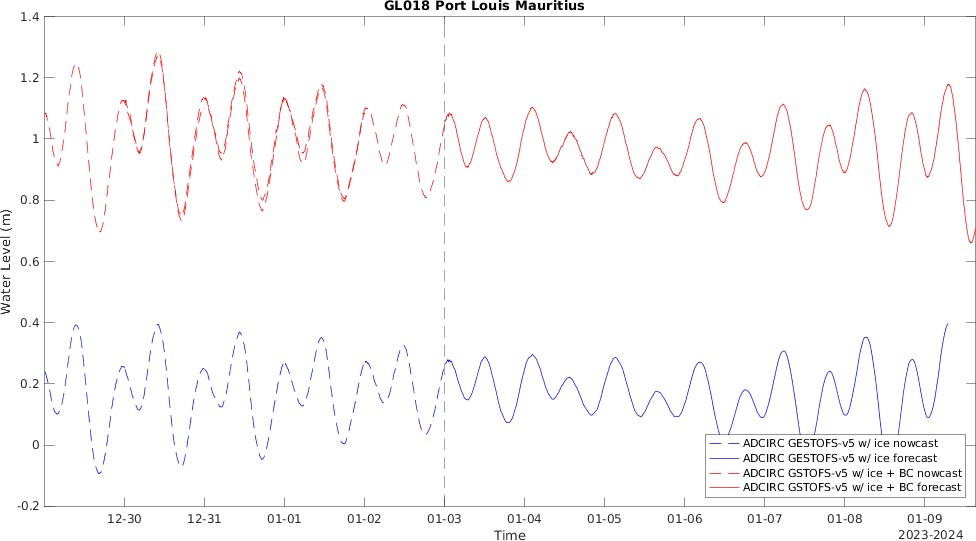 GL018 Port Louis Mauritius
1.4
1.2
1
0.8
0.6
0.4
0.2
0
-0.2
Water Level (m)
12-30 12-31 01-01 01-02 01-03 01-04 01-05 01-06 01-07 01-08 01-09
Time
2023-2024
ADCIRC GESTOFS-v5 w/ ice nowcast
ADCIRC GESTOFS-v5 w/ ice forecast
ADCIRC GSTOFS-v5 w/ ice + BC nowcast
ADCIRC GSTOFS-v5 w/ ice + BC forecast